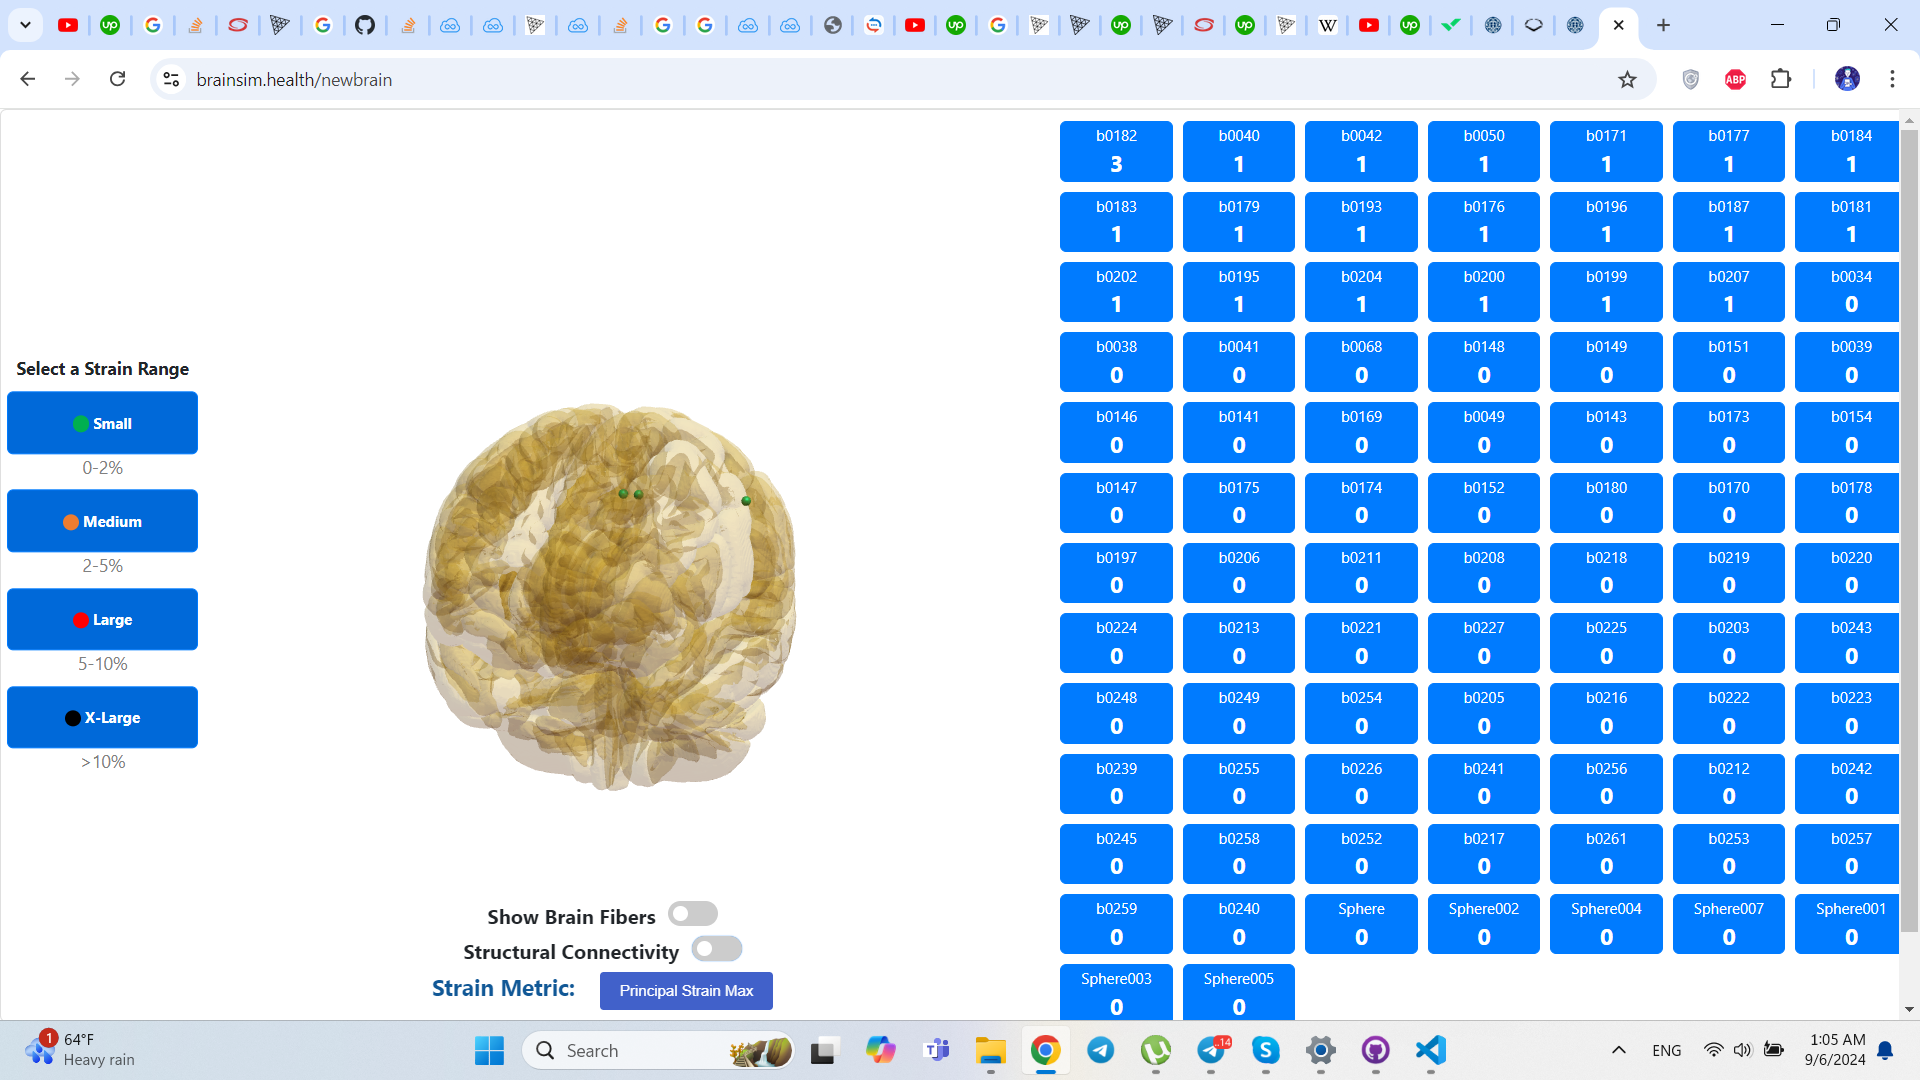 brainsim.health/newbrain
Select a Strain Range
Small
0-2%
Medium
2-5%
Large
5-10%
X-Large
>10%
Show Brain Fibers
Structural Connectivity
Strain Metric: Principal Strain Max
b0182 b0040 b0042 b0050 b0171 b0177 b0184
3 1 1 1 1 1 1
b0183 b0179 b0193 b0176 b0196 b0187 b0181
1 1 1 1 1 1 1
b0202 b0195 b0204 b0200 b0199 b0207 b0034
1 1 1 1 1 1 0
b0038 b0041 b0068 b0148 b0149 b0151 b0039
0 0 0 0 0 0 0
b0146 b0141 b0169 b0049 b0143 b0173 b0154
0 0 0 0 0 0 0
b0147 b0175 b0174 b0152 b0180 b0170 b0178
0 0 0 0 0 0 0
b0197 b0206 b0211 b0208 b0218 b0219 b0220
0 0 0 0 0 0 0
b0224 b0213 b0221 b0227 b0225 b0203 b0243
0 0 0 0 0 0 0
b0248 b0249 b0254 b0205 b0216 b0222 b0223
0 0 0 0 0 0 0
b0239 b0255 b0226 b0241 b0256 b0212 b0242
0 0 0 0 0 0 0
b0245 b0258 b0252 b0217 b0261 b0253 b0257
0 0 0 0 0 0 0
b0259 b0240 Sphere Sphere002 Sphere004 Sphere007 Sphere001
0 0 0 0 0 0 0
Sphere003 Sphere005
0 0
1 64°F
Heavy rain
Search
14
ENG
1:05 AM
9/6/2024
ABP